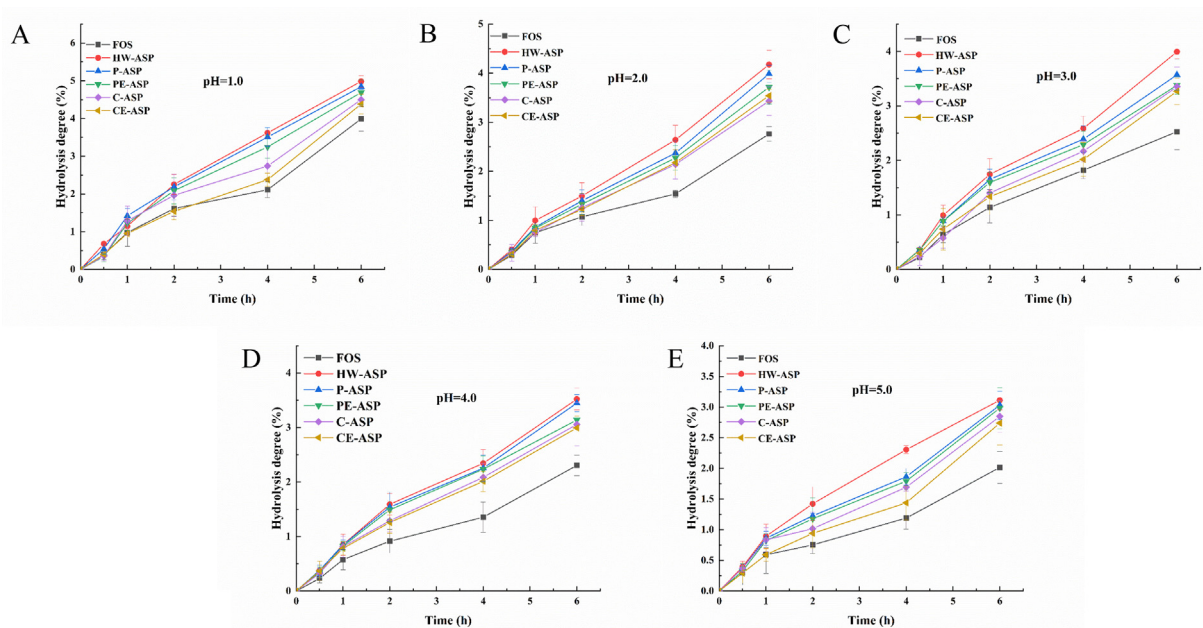 A
FOS
HW-ASP
P-ASP
PE-ASP
C-ASP
CE-ASP
pH=1.0
Hydrolysis degree (%)
6
5
4
3
2
1
0
0 1 2 3 4 5 6
Time (h)
B
FOS
HW-ASP
P-ASP
PE-ASP
C-ASP
CE-ASP
pH=2.0
Hydrolysis degree (%)
5
4
3
2
1
0
0 1 2 3 4 5 6
Time (h)
C
FOS
HW-ASP
P-ASP
PE-ASP
C-ASP
CE-ASP
pH=3.0
Hydrolysis degree (%)
4
3
2
1
0
0 1 2 3 4 5 6
Time (h)
D
FOS
HW-ASP
P-ASP
PE-ASP
C-ASP
CE-ASP
pH=4.0
Hydrolysis degree (%)
4
3
2
1
0
0 1 2 3 4 5 6
Time (h)
E
FOS
HW-ASP
P-ASP
PE-ASP
C-ASP
CE-ASP
pH=5.0
Hydrolysis degree (%)
4.0
3.5
3.0
2.5
2.0
1.5
1.0
0.5
0.0
0 1 2 3 4 5 6
Time (h)